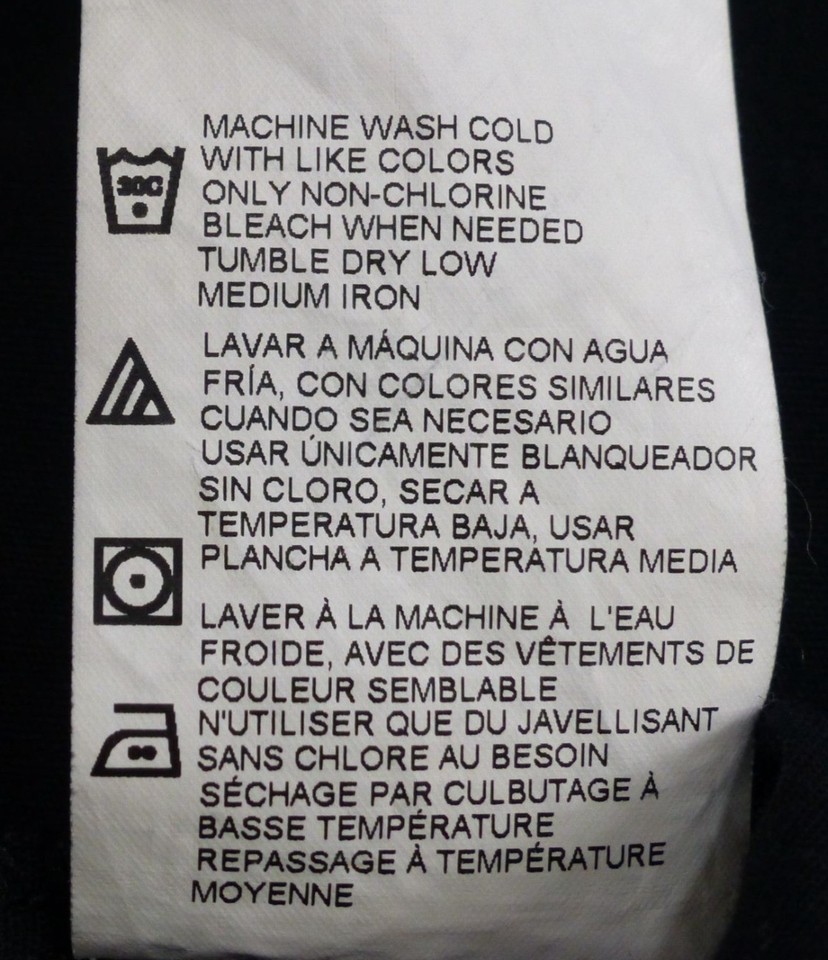 MACHINE WASH COLD
WITH LIKE COLORS
30C
ONLY NON-CHLORINE
BLEACH WHEN NEEDED
TUMBLE DRY LOW
MEDIUM IRON
LAVAR A MÁQUINA CON AGUA
FRÍA, CON COLORES SIMILARES
CUANDO SEA NECESARIO
USAR ÚNICAMENTE BLANQUEADOR
SIN CLORO, SECAR A
TEMPERATURA BAJA, USAR
PLANCHA A TEMPERATURA MEDIA
LAVER À LA MACHINE À L'EAU
FROIDE, AVEC DES VÊTEMENTS DE
COULEUR SEMBLABLE
N'UTILISER QUE DU JAVELLISANT
SANS CHLORE AU BESOIN
SÉCHAGE PAR CULBUTAGE À
BASSE TEMPÉRATURE
REPASSAGE À TEMPÉRATURE
MOYENNE